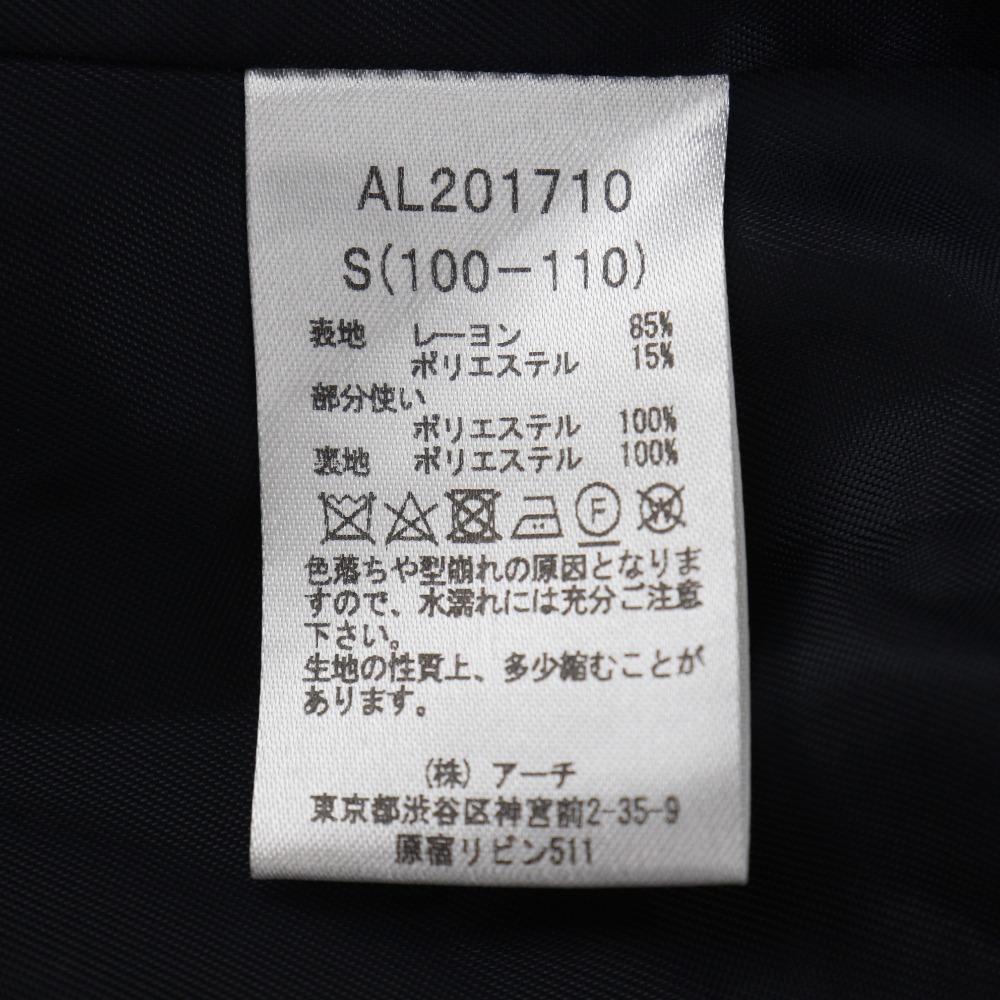 AL201710
S(100-110)
表地 レーヨン 85%
ポリエステル 15%
部分使い
ポリエステル 100%
裏地 ポリエステル 100%
F W
色落ちや型崩れの原因となりま
すので、水濡れには充分ご注意
下さい。
生地の性質上、多少縮むことが
あります。
(株) アーチ
東京都渋谷区神宮前2-35-9
原宿リビン511